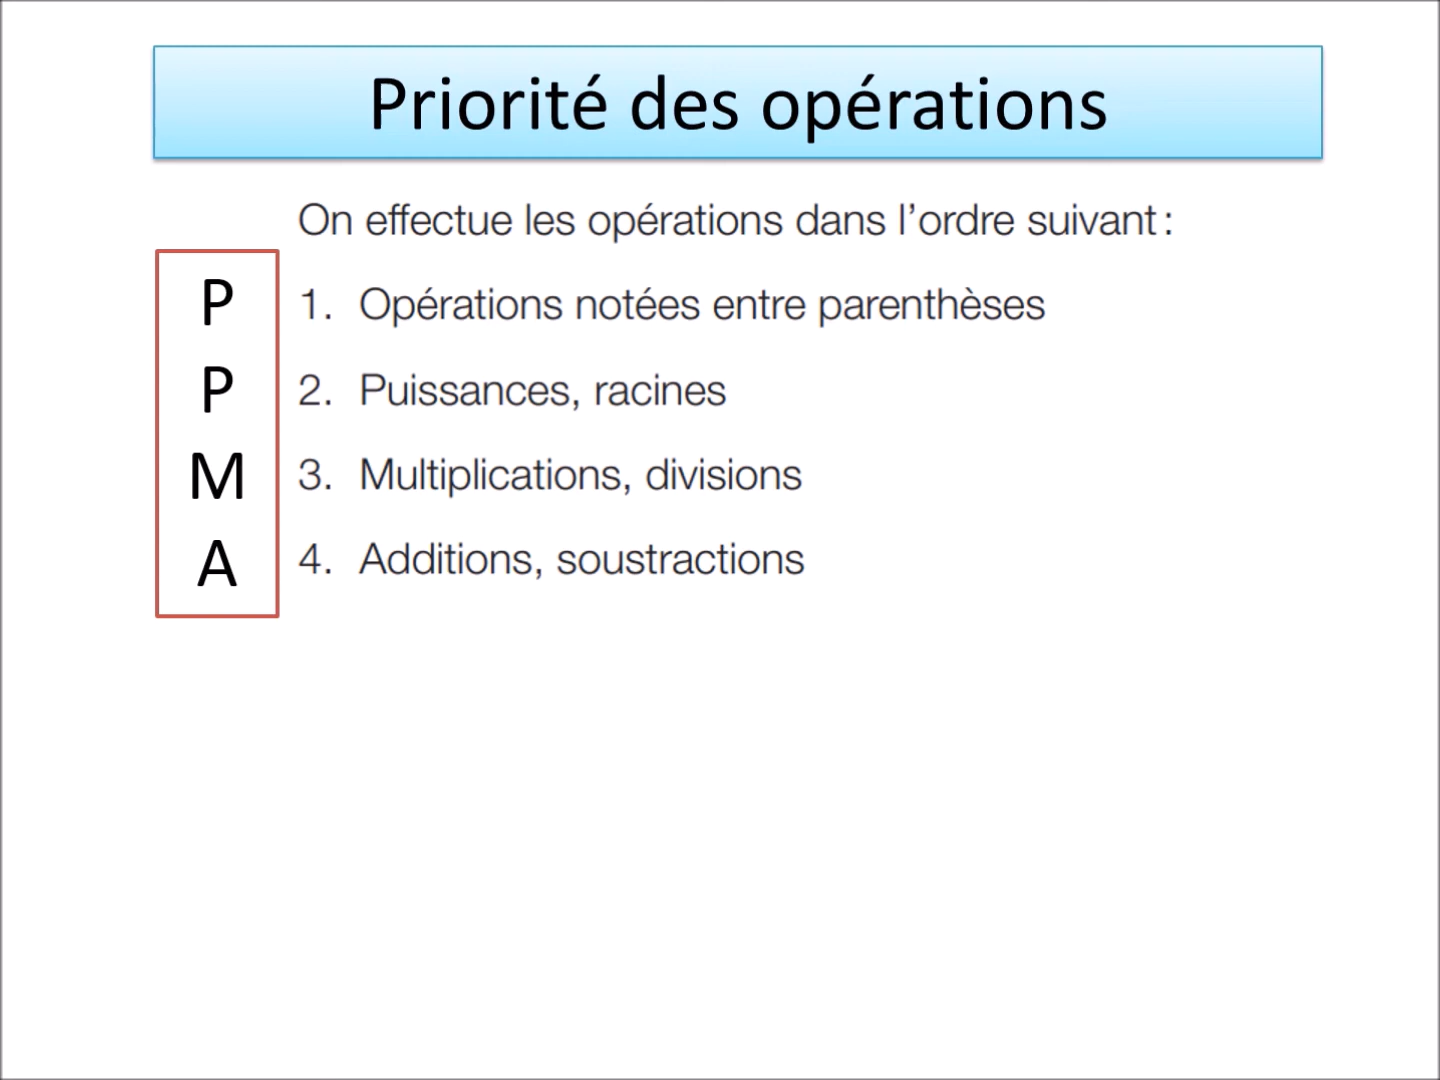 Priorité des opérations
On effectue les opérations dans l’ordre suivant :
P 1. Opérations notées entre parenthèses
P 2. Puissances, racines
M 3. Multiplications, divisions
A 4. Additions, soustractions